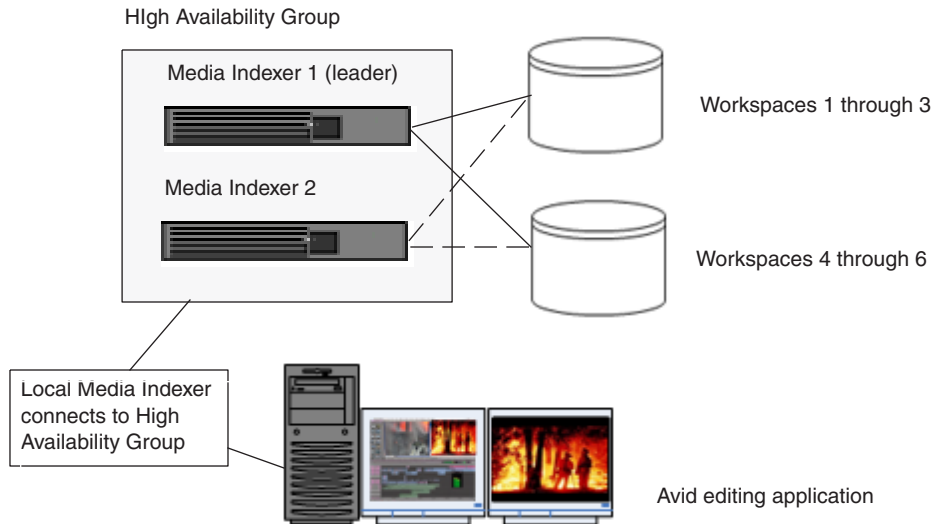 HIgh Availability Group
Media Indexer 1 (leader)
Workspaces 1 through 3
Media Indexer 2
Workspaces 4 through 6
Local Media Indexer
connects to High
Availability Group
Avid editing application